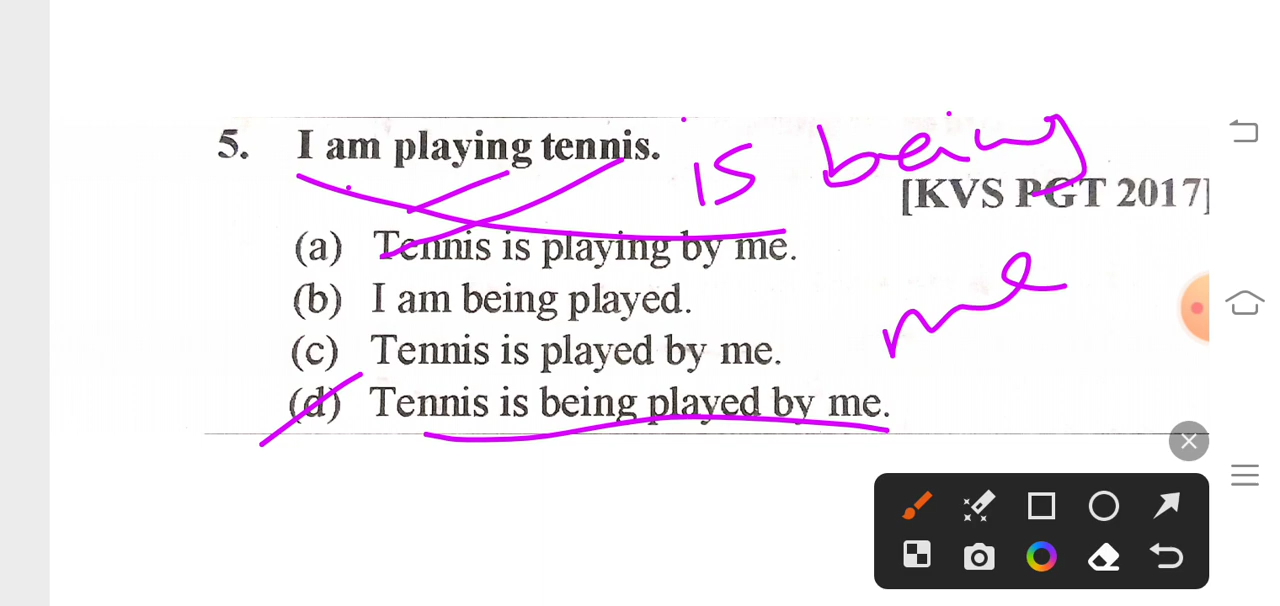 5. I am playing tennis.
is being
[KVS PGT 2017]
(a) Tennis is playing by me.
(b) I am being played.
me
(c) Tennis is played by me.
(d) Tennis is being played by me.